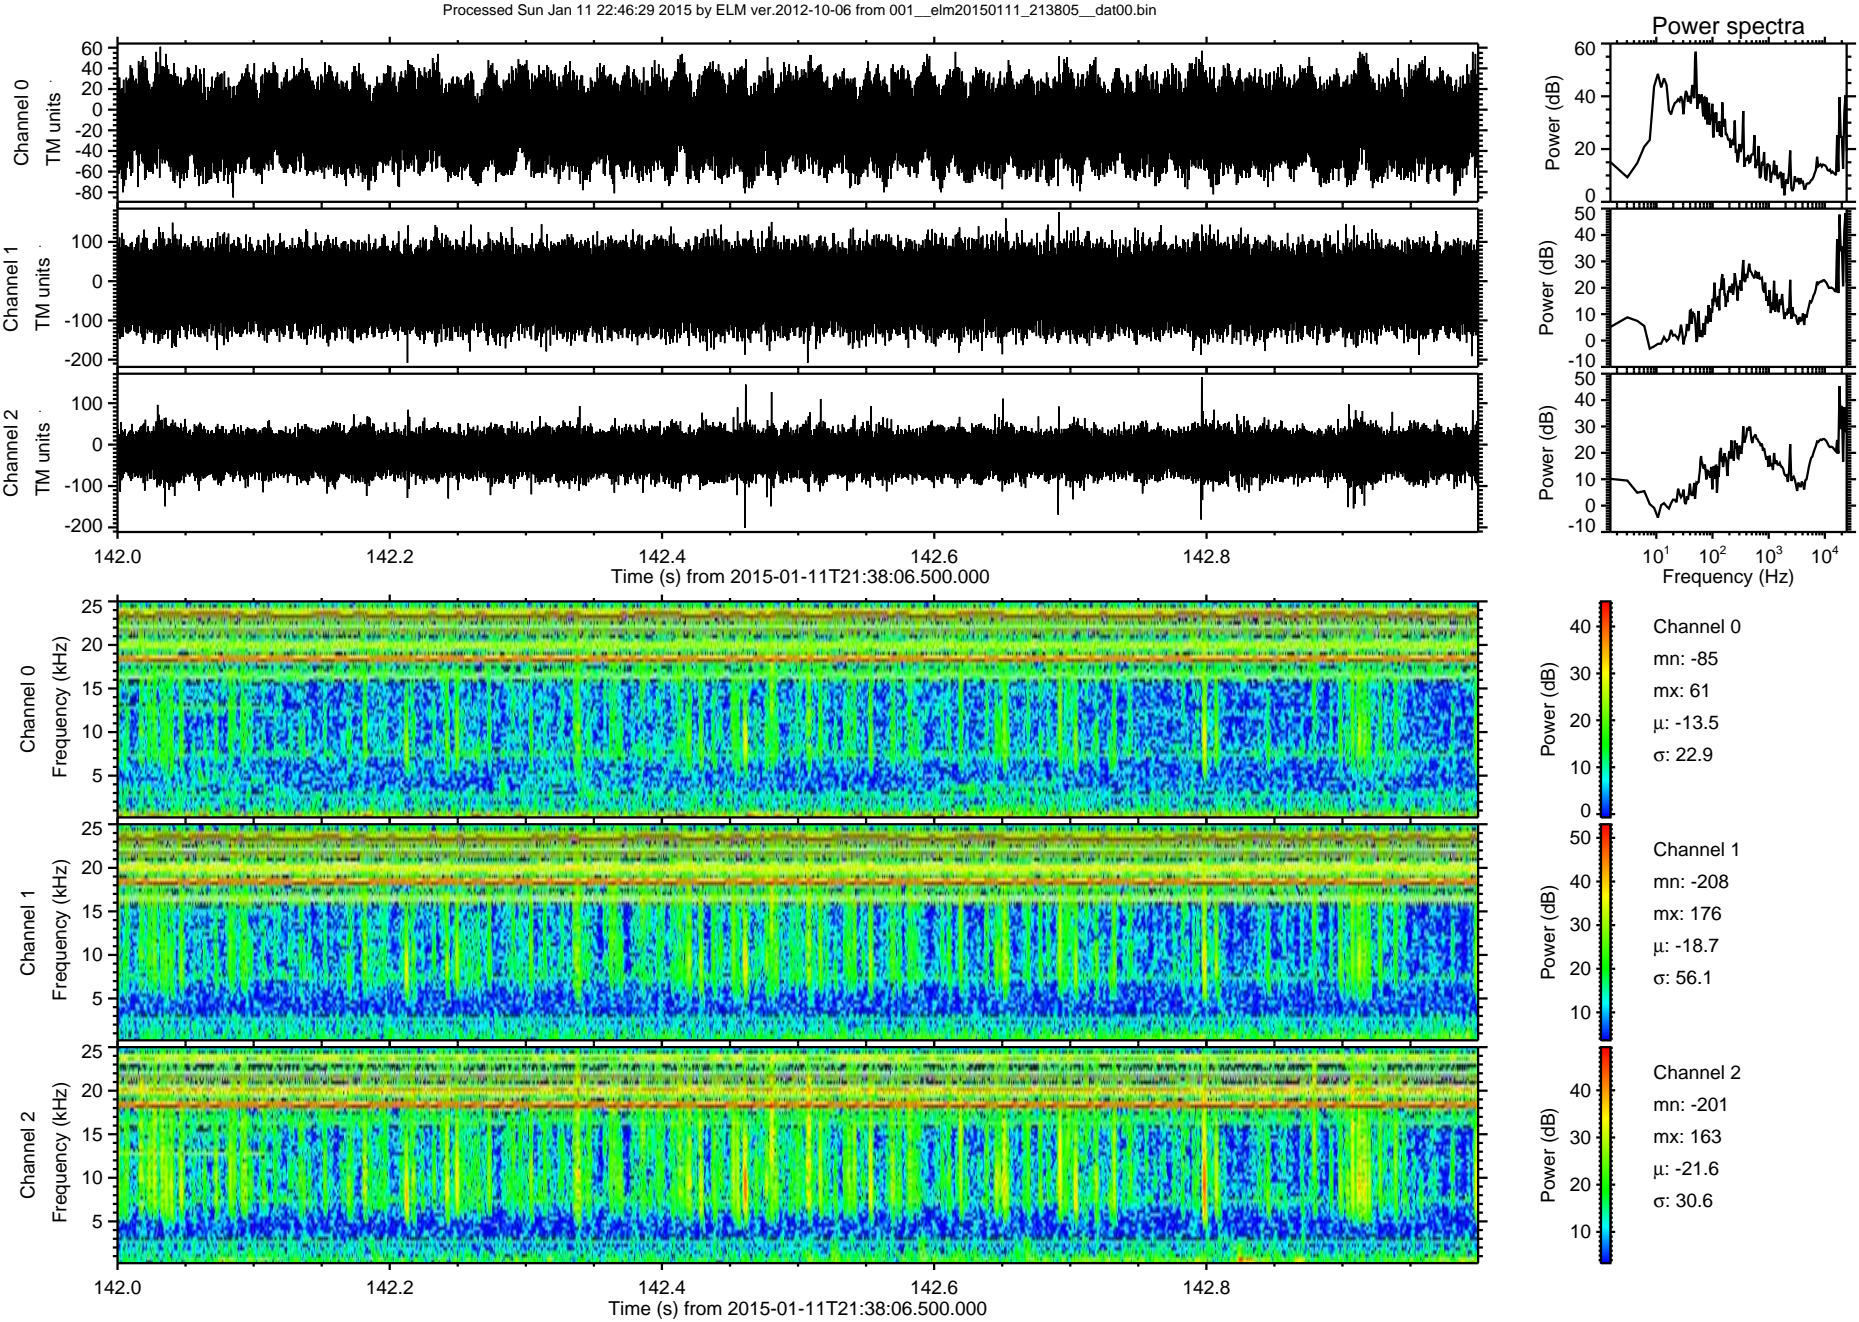 Processed Sun Jan 11 22:46:29 2015 by ELM ver.2012-10-06 from 001__elm20150111_213805__dat00.bin
Power spectra
Channel 0
TM units
60
40
20
0
-20
-40
-60
-80
Power (dB)
60
40
20
0
Channel 1
TM units
100
0
-100
-200
Power (dB)
50
40
30
20
10
0
-10
Channel 2
TM units
100
0
-100
-200
Power (dB)
50
40
30
20
10
0
-10
142.0 142.2 142.4 142.6 142.8
Time (s) from 2015-01-11T21:38:06.500.000
10¹ 10² 10³ 10⁴
Frequency (Hz)
Channel 0
Frequency (kHz)
25
20
15
10
5
Power (dB)
40
30
20
10
0
Channel 0
mn: -85
mx: 61
μ: -13.5
σ: 22.9
Channel 1
Frequency (kHz)
25
20
15
10
5
Power (dB)
50
40
30
20
10
Channel 1
mn: -208
mx: 176
μ: -18.7
σ: 56.1
Channel 2
Frequency (kHz)
25
20
15
10
5
Power (dB)
40
30
20
10
Channel 2
mn: -201
mx: 163
μ: -21.6
σ: 30.6
142.0 142.2 142.4 142.6 142.8
Time (s) from 2015-01-11T21:38:06.500.000